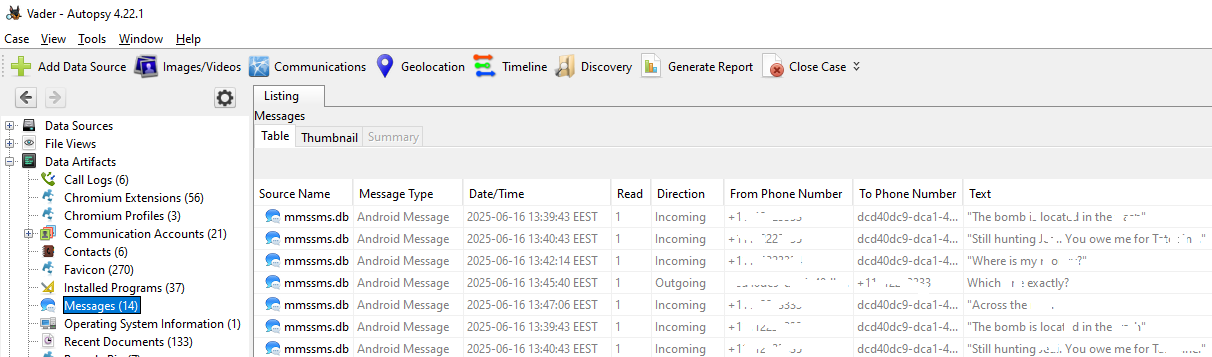 Vader - Autopsy 4.22.1
Case View Tools Window Help
Add Data Source Images/Videos Communications Geolocation Timeline Discovery Generate Report Close Case
Listing
Messages
Table Thumbnail Summary
Data Sources
File Views
Data Artifacts
Call Logs (6)
Chromium Extensions (56)
Chromium Profiles (3)
Communication Accounts (21)
Contacts (6)
Favicon (270)
Installed Programs (37)
Messages (14)
Operating System Information (1)
Recent Documents (133)
Source Name Message Type Date/Time Read Direction From Phone Number To Phone Number Text
mmssms.db Android Message 2025-06-16 13:39:43 EEST 1 Incoming dcd40dc9-dca1-4... "The bomb is located in the
mmssms.db Android Message 2025-06-16 13:40:43 EEST 1 Incoming dcd40dc9-dca1-4... "Still hunting You owe me for
mmssms.db Android Message 2025-06-16 13:42:14 EEST 1 Incoming dcd40dc9-dca1-4... "Where is my
mmssms.db Android Message 2025-06-16 13:45:40 EEST 1 Outgoing Which exactly?
mmssms.db Android Message 2025-06-16 13:47:06 EEST 1 Incoming dcd40dc9-dca1-4... "Across the
mmssms.db Android Message 2025-06-16 13:39:43 EEST 1 Incoming dcd40dc9-dca1-4... "The bomb is located in the
mmssms.db Android Message 2025-06-16 13:40:43 EEST 1 Incoming dcd40dc9-dca1-4... "Still hunting You owe me for